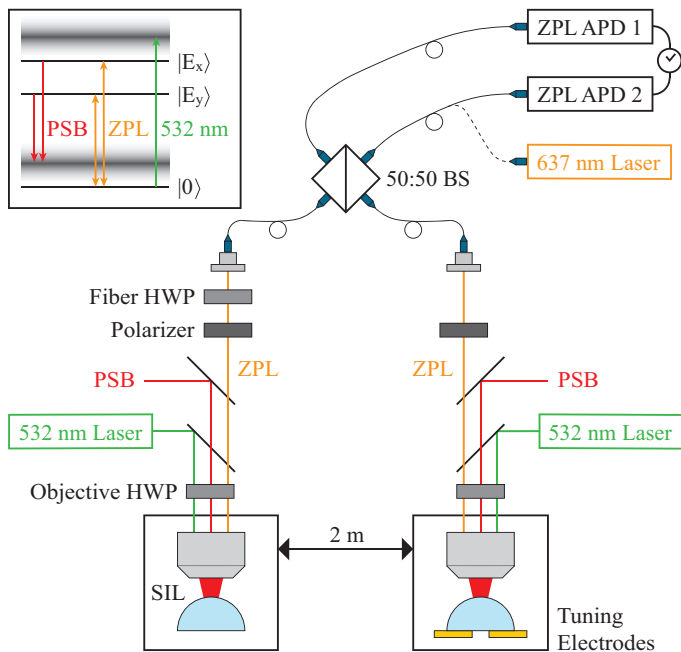 |Eₓ⟩
|Eᵧ⟩
PSB
ZPL
532 nm
|0⟩
ZPL APD 1
ZPL APD 2
637 nm Laser
50:50 BS
Fiber HWP
Polarizer
ZPL
ZPL
PSB
PSB
532 nm Laser
532 nm Laser
Objective HWP
2 m
SIL
Tuning
Electrodes